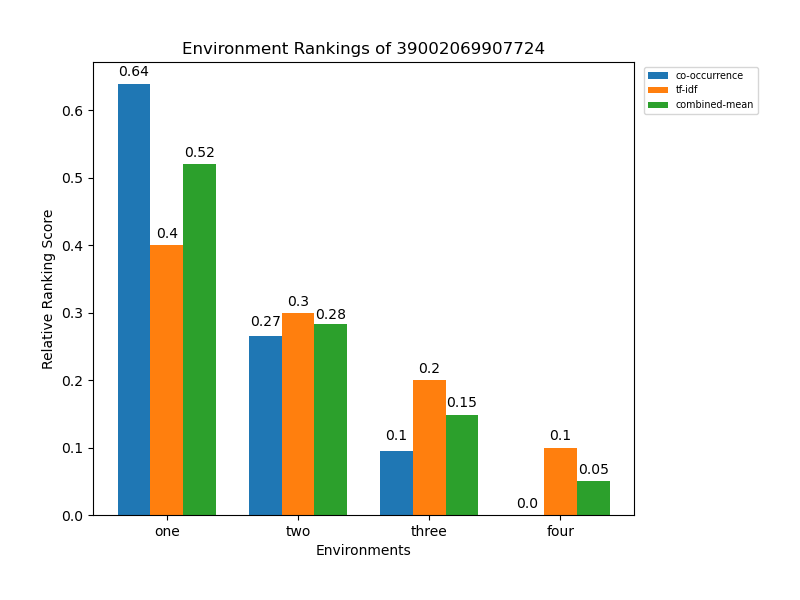 Environment Rankings of 39002069907724
co-occurrence
tf-idf
combined-mean
Relative Ranking Score
0.6
0.5
0.4
0.3
0.2
0.1
0.0
0.64
0.4
0.52
0.27
0.3
0.28
0.1
0.2
0.15
0.0
0.1
0.05
one two three four
Environments